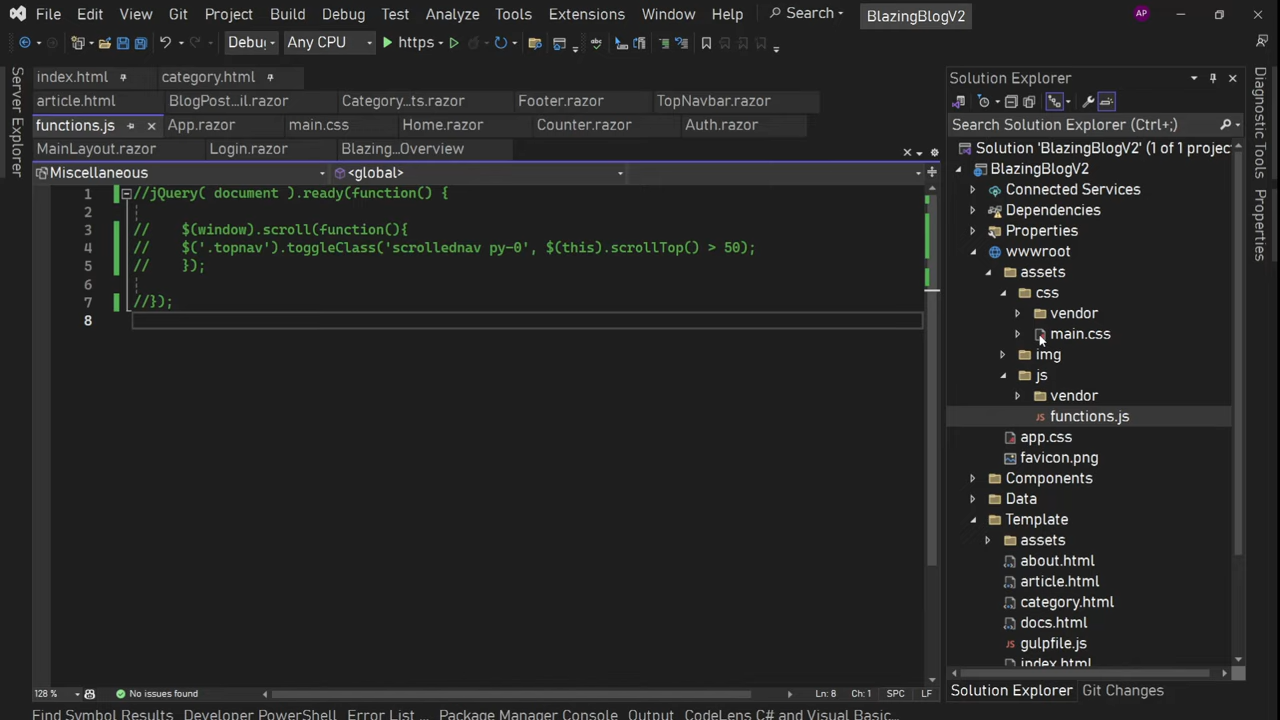 File Edit View Git Project Build Debug Test Analyze Tools Extensions Window Help Search BlazingBlogV2 AP
Debug Any CPU https
index.html category.html
article.html BlogPost...il.razor Category...ts.razor Footer.razor TopNavbar.razor
functions.js App.razor main.css Home.razor Counter.razor Auth.razor
MainLayout.razor Login.razor Blazing...Overview
Miscellaneous <global>
1 //jQuery( document ).ready(function() {
2
3 //    $(window).scroll(function(){
4 //    $('.topnav').toggleClass('scrollednav py-0', $(this).scrollTop() > 50);
5 //    });
6
7 //});
8
128 % No issues found Ln: 8 Ch: 1 SPC LF
Find Symbol Results Developer PowerShell Error List ... Package Manager Console Output CodeLens C# and Visual Basic...
Server Explorer
Solution Explorer
Search Solution Explorer (Ctrl+;)
Solution 'BlazingBlogV2' (1 of 1 project
BlazingBlogV2
Connected Services
Dependencies
Properties
wwwroot
assets
css
vendor
main.css
img
js
vendor
functions.js
app.css
favicon.png
Components
Data
Template
assets
about.html
article.html
category.html
docs.html
gulpfile.js
index.html
Solution Explorer Git Changes
Diagnostic Tools
Properties